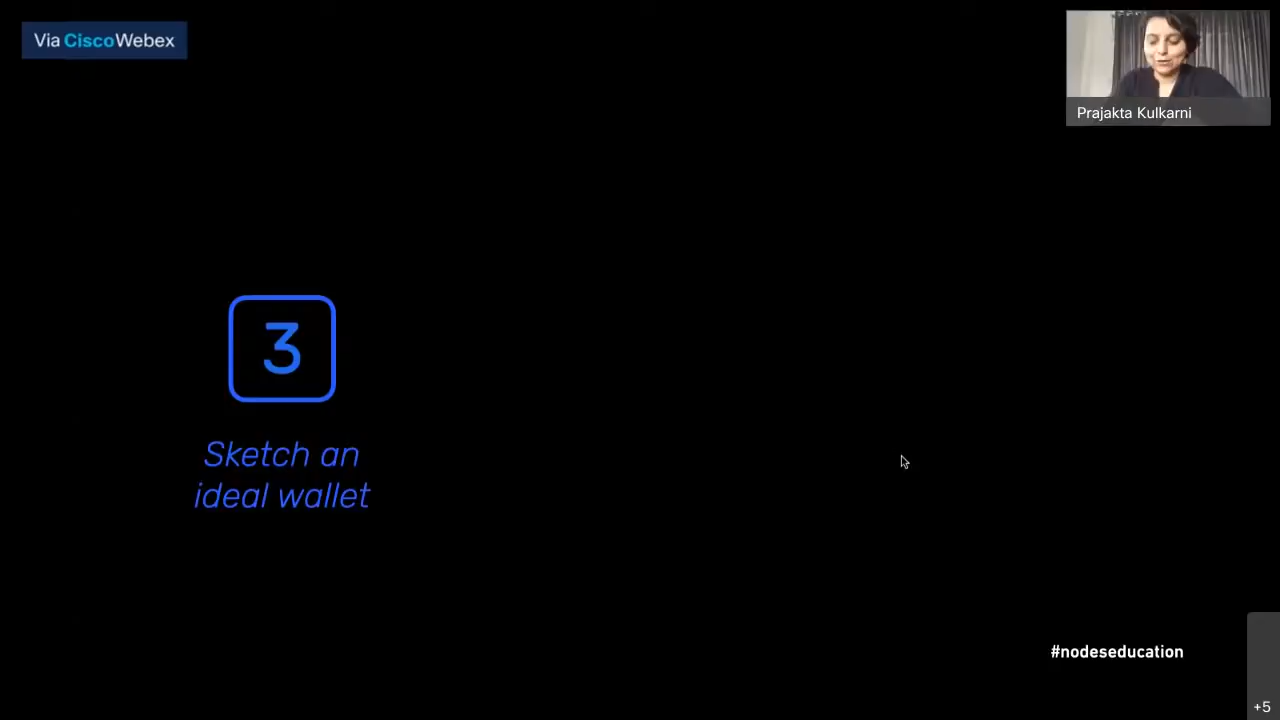 Via CiscoWebex
Prajakta Kulkarni
3
Sketch an
ideal wallet
#nodeseducation
+5